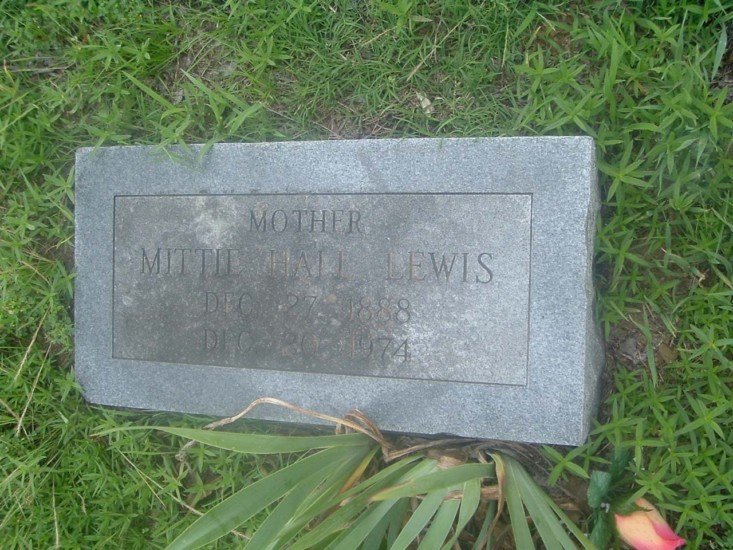 MOTHER
MITTIE HALL LEWIS
DEC 27 1888
DEC 20 1974